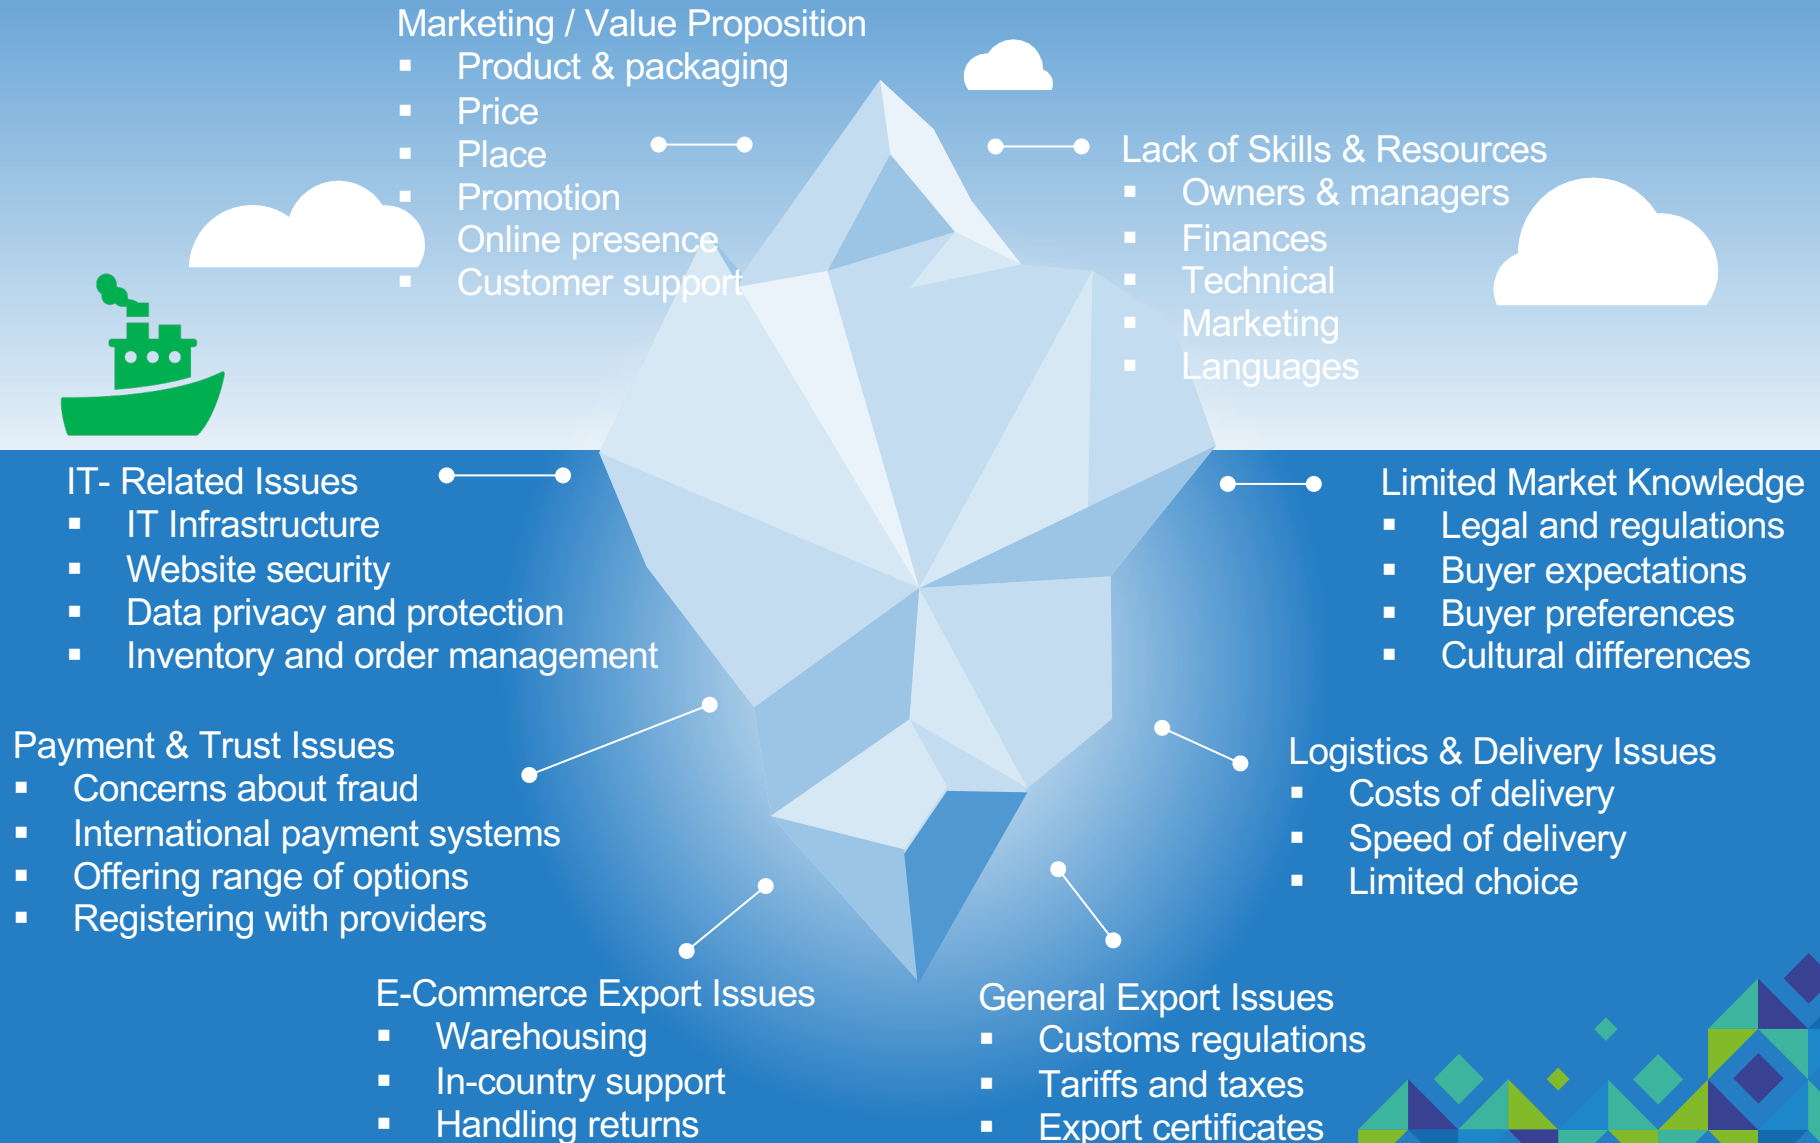 Marketing / Value Proposition
▪ Product & packaging
▪ Price
▪ Place
▪ Promotion
Online presence
▪ Customer support
Lack of Skills & Resources
▪ Owners & managers
▪ Finances
▪ Technical
▪ Marketing
▪ Languages
IT- Related Issues
▪ IT Infrastructure
▪ Website security
▪ Data privacy and protection
▪ Inventory and order management
Limited Market Knowledge
▪ Legal and regulations
▪ Buyer expectations
▪ Buyer preferences
▪ Cultural differences
Payment & Trust Issues
▪ Concerns about fraud
▪ International payment systems
▪ Offering range of options
▪ Registering with providers
Logistics & Delivery Issues
▪ Costs of delivery
▪ Speed of delivery
▪ Limited choice
E-Commerce Export Issues
▪ Warehousing
▪ In-country support
▪ Handling returns
General Export Issues
▪ Customs regulations
▪ Tariffs and taxes
▪ Export certificates